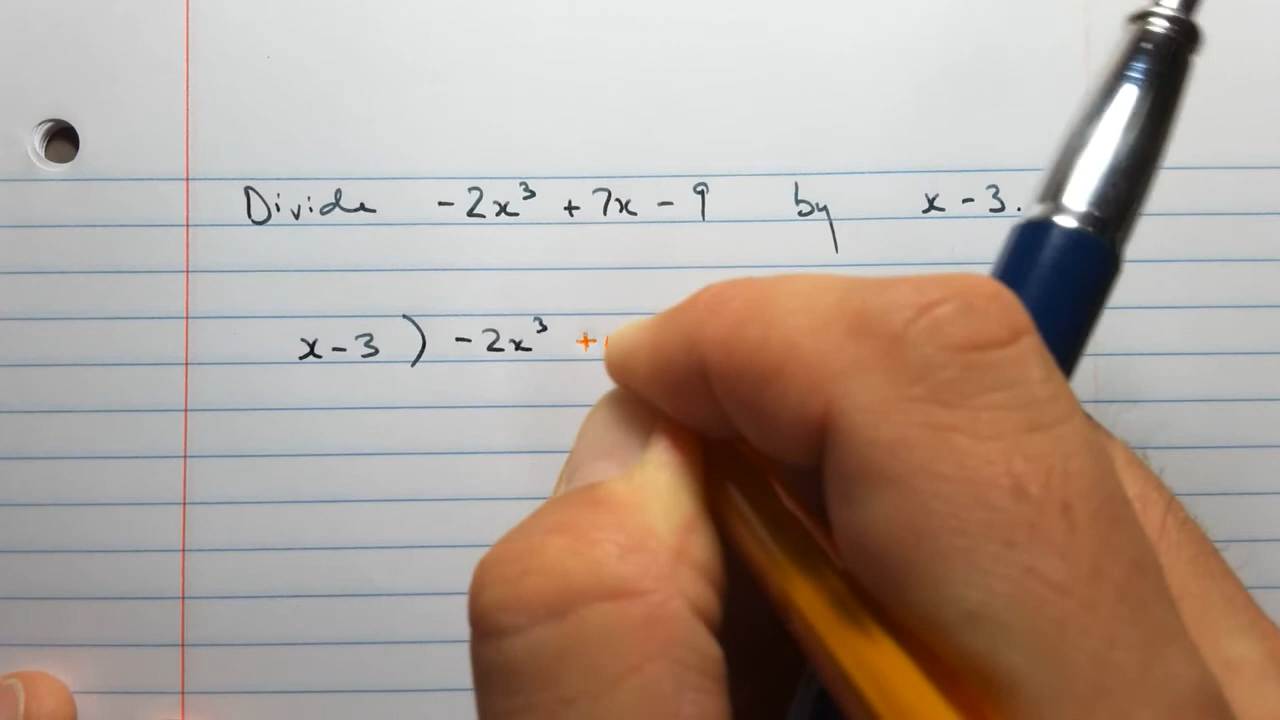 Divide -2x³ + 7x - 9 by x - 3.
x - 3 ) -2x³ +